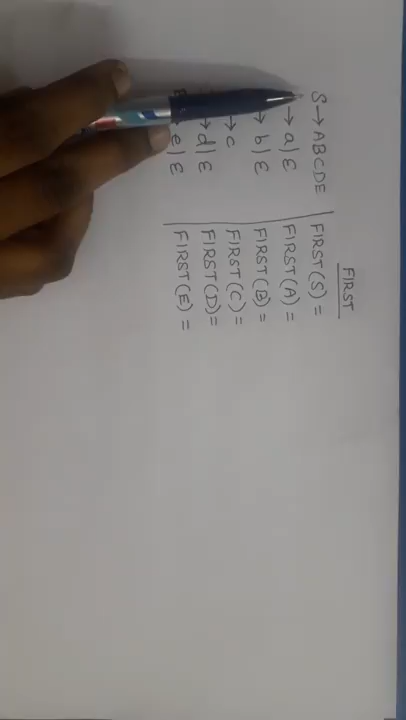 FIRST
S → ABCDE FIRST(S) =
→ a | ε FIRST(A) =
→ b | ε FIRST(B) =
→ c FIRST(C) =
→ d | ε FIRST(D) =
→ e | ε FIRST(E) =